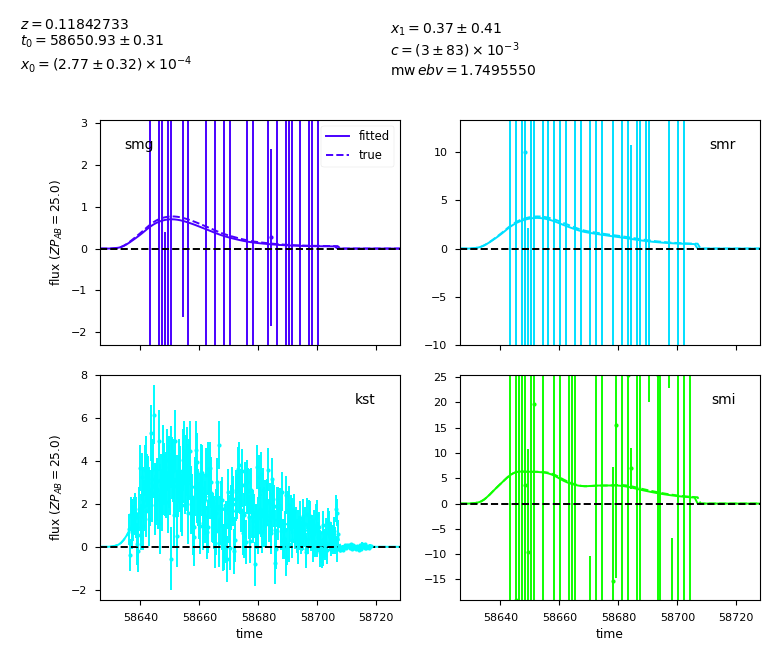 z = 0.11842733
t₀ = 58650.93 ± 0.31
x₀ = (2.77 ± 0.32) × 10⁻⁴
x₁ = 0.37 ± 0.41
c = (3 ± 83) × 10⁻³
mw ebv = 1.7495550
flux (ZP_AB = 25.0)
3
2
1
0
−1
−2
smg
fitted
true
10
5
0
−5
−10
smr
flux (ZP_AB = 25.0)
8
6
4
2
0
−2
kst
58640 58660 58680 58700 58720
time
25
20
15
10
5
0
−5
−10
−15
smi
58640 58660 58680 58700 58720
time